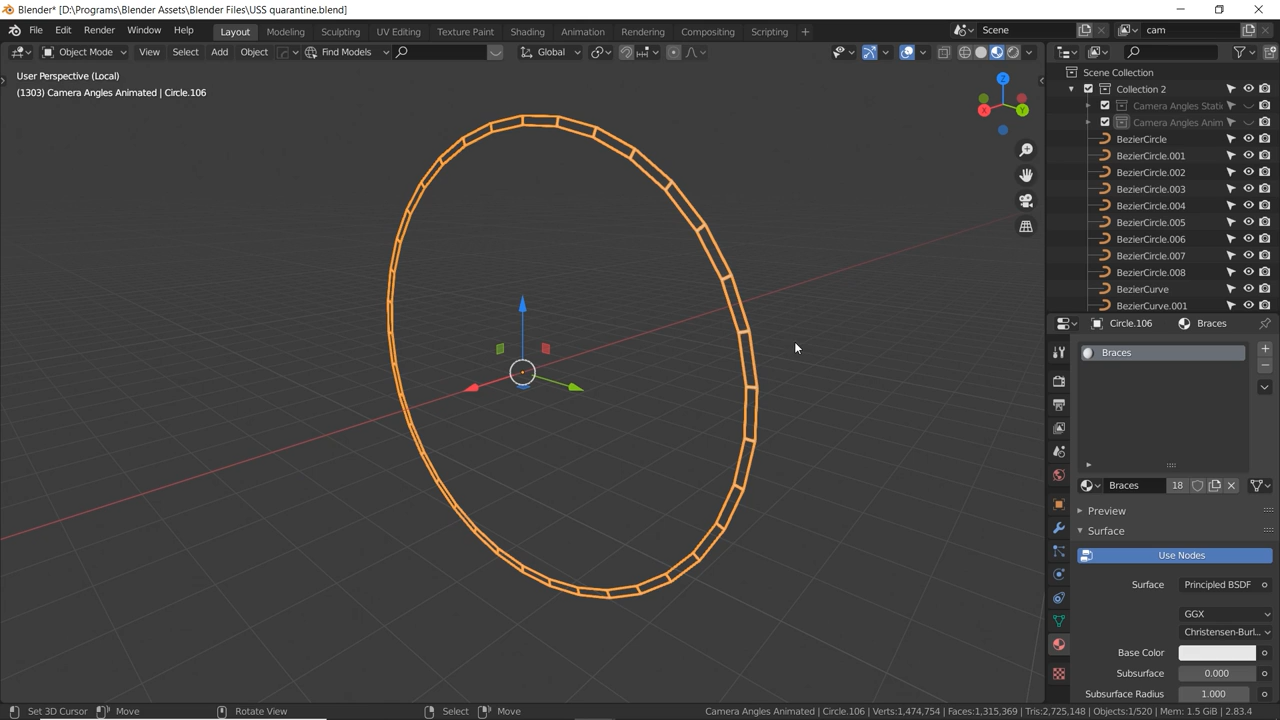 Blender* [D:\Programs\Blender Assets\Blender Files\USS quarantine.blend]
File Edit Render Window Help Layout Modeling Sculpting UV Editing Texture Paint Shading Animation Rendering Compositing Scripting + Scene cam
Object Mode View Select Add Object Find Models Global
User Perspective (Local)
(1303) Camera Angles Animated | Circle.106
Z
X
Y
Scene Collection
Collection 2
Camera Angles Stati
Camera Angles Anim
BezierCircle
BezierCircle.001
BezierCircle.002
BezierCircle.003
BezierCircle.004
BezierCircle.005
BezierCircle.006
BezierCircle.007
BezierCircle.008
BezierCurve
BezierCurve.001
Circle.106 Braces
Braces
Braces 18
Preview
Surface
Use Nodes
Surface Principled BSDF
GGX
Christensen-Burl...
Base Color
Subsurface 0.000
Subsurface Radius 1.000
Set 3D Cursor Move Rotate View Select Move Camera Angles Animated | Circle.106 | Verts:1,474,754 | Faces:1,315,369 | Tris:2,725,148 | Objects:1/520 | Mem: 1.5 GiB | 2.83.4